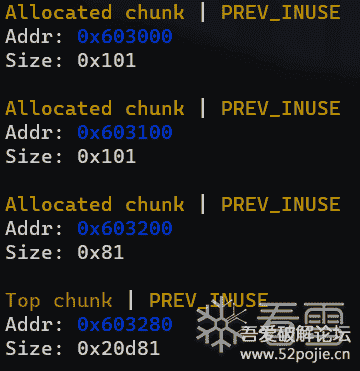 Allocated chunk | PREV_INUSE
Addr: 0x603000
Size: 0x101
Allocated chunk | PREV_INUSE
Addr: 0x603100
Size: 0x101
Allocated chunk | PREV_INUSE
Addr: 0x603200
Size: 0x81
Top chunk | PREV_INUSE
Addr: 0x603280
Size: 0x20d81
看雪
吾爱破解论坛
www.52pojie.cn